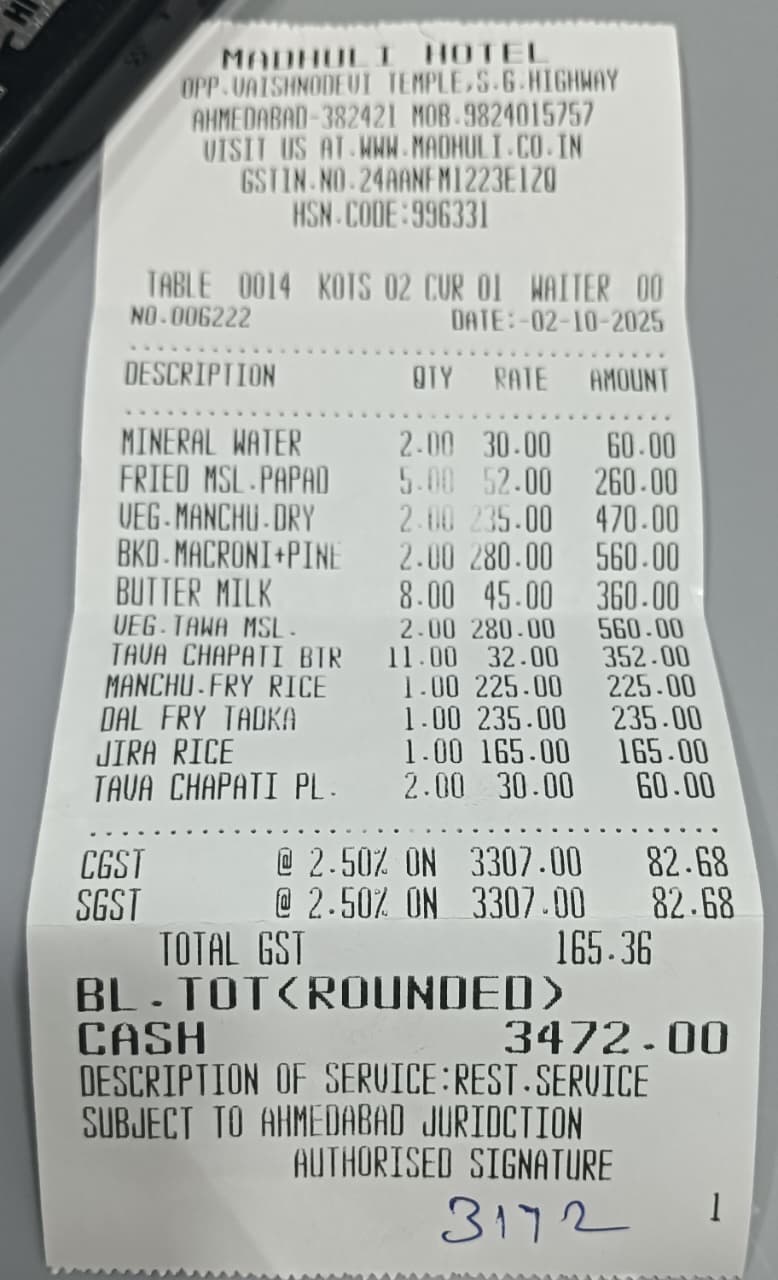 MADHULI HOTEL
OPP.VAISHNODEVI TEMPLE,S.G.HIGHWAY
AHMEDABAD-382421 MOB.9824015757
VISIT US AT.WWW.MADHULI.CO.IN
GSTIN.NO.24AANFM1223E1ZQ
HSN.CODE:996331
TABLE 0014 KOTS 02 CVR 01 WAITER 00
NO.006222 DATE:-02-10-2025
DESCRIPTION QTY RATE AMOUNT
MINERAL WATER 2.00 30.00 60.00
FRIED MSL.PAPAD 5.00 52.00 260.00
VEG.MANCHU.DRY 2.00 235.00 470.00
BKD.MACRONI+PINE 2.00 280.00 560.00
BUTTER MILK 8.00 45.00 360.00
VEG.TAWA MSL. 2.00 280.00 560.00
TAVA CHAPATI BTR 11.00 32.00 352.00
MANCHU.FRY RICE 1.00 225.00 225.00
DAL FRY TADKA 1.00 235.00 235.00
JIRA RICE 1.00 165.00 165.00
TAVA CHAPATI PL. 2.00 30.00 60.00
CGST @ 2.50% ON 3307.00 82.68
SGST @ 2.50% ON 3307.00 82.68
TOTAL GST 165.36
BL.TOT(ROUNDED)
CASH 3472.00
DESCRIPTION OF SERVICE:REST.SERVICE
SUBJECT TO AHMEDABAD JURIDCTION
AUTHORISED SIGNATURE
3172 1